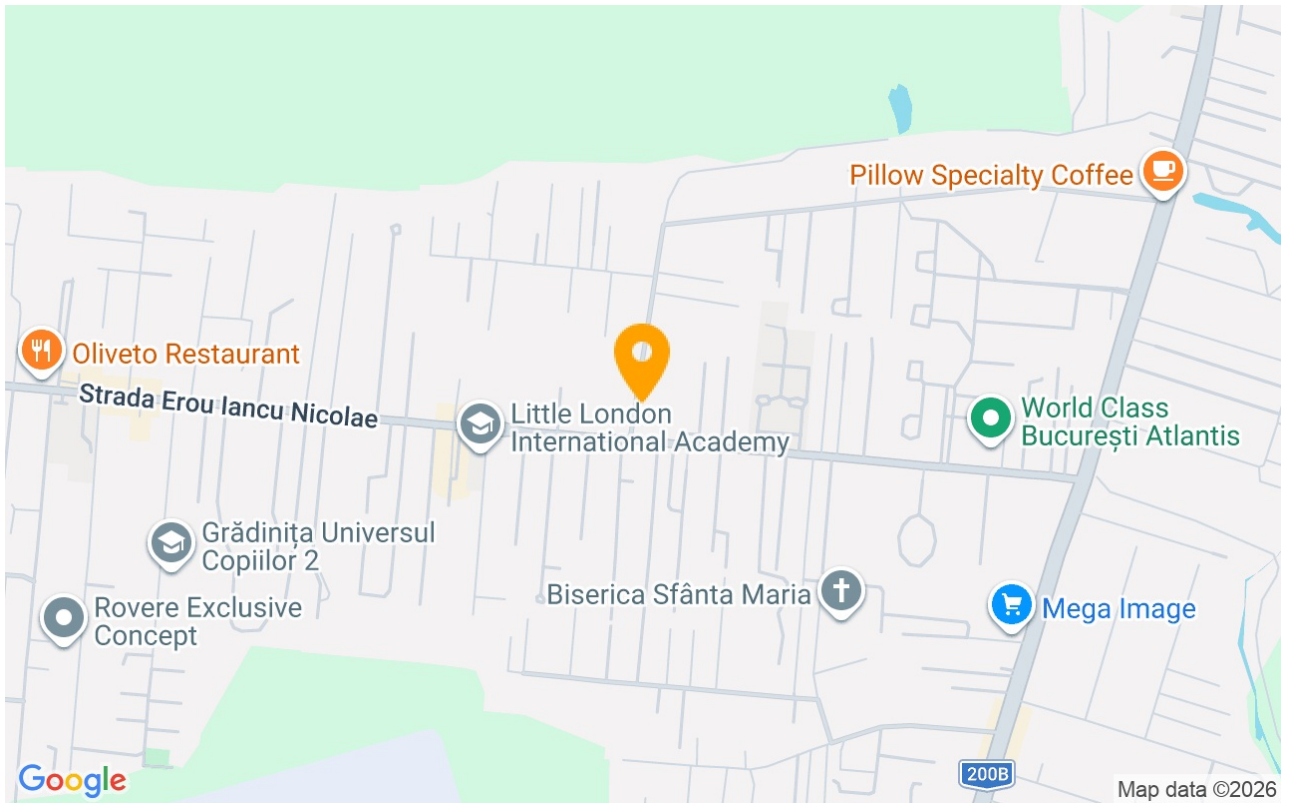 Pillow Specialty Coffee
Oliveto Restaurant
Strada Erou Iancu Nicolae
Little London
International Academy
World Class
București Atlantis
Grădinița Universul
Copiilor 2
Biserica Sfânta Maria
Rovere Exclusive
Concept
Mega Image
200B
Google
Map data ©2026